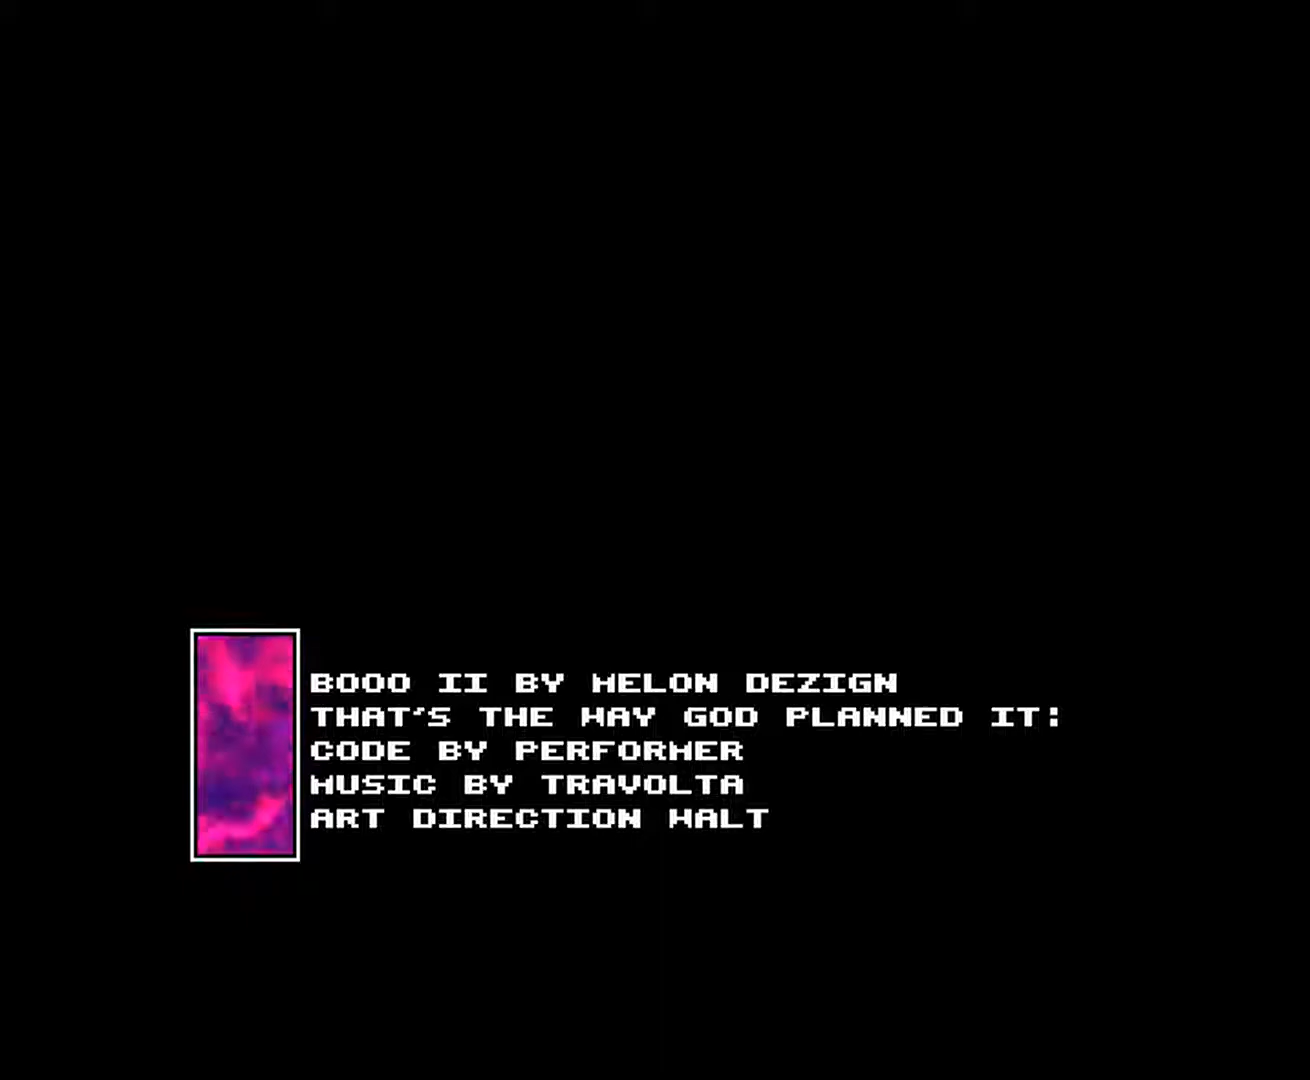 BOOO II BY MELON DEZIGN
THAT'S THE WAY GOD PLANNED IT:
CODE BY PERFORMER
MUSIC BY TRAVOLTA
ART DIRECTION WALT